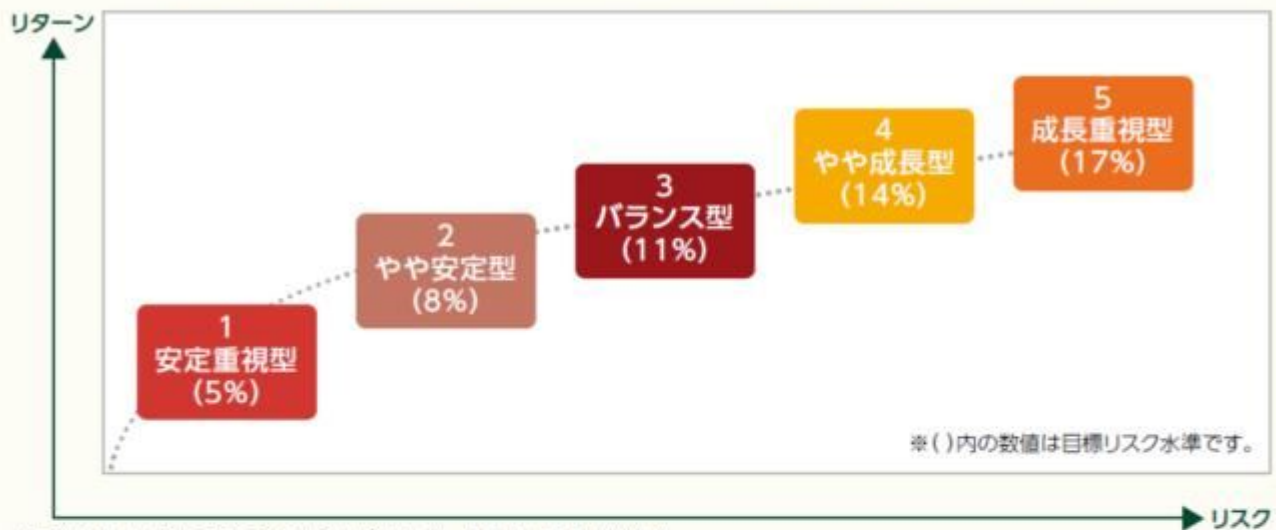 リターン
5
成長重視型
(17%)
4
やや成長型
(14%)
3
バランス型
(11%)
2
やや安定型
(8%)
1
安定重視型
(5%)
※( )内の数値は目標リスク水準です。
リスク